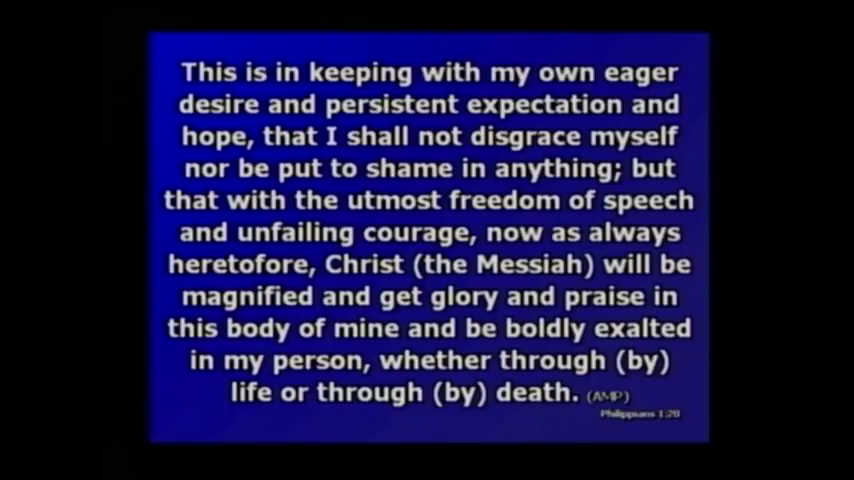 This is in keeping with my own eager
desire and persistent expectation and
hope, that I shall not disgrace myself
nor be put to shame in anything; but
that with the utmost freedom of speech
and unfailing courage, now as always
heretofore, Christ (the Messiah) will be
magnified and get glory and praise in
this body of mine and be boldly exalted
in my person, whether through (by)
life or through (by) death. (AMP)
Philippians 1:20